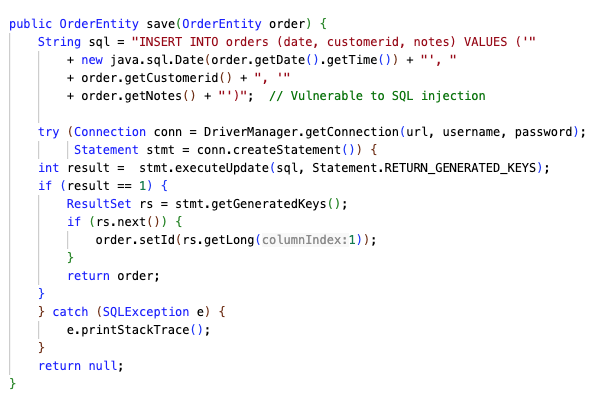 public OrderEntity save(OrderEntity order) {
    String sql = "INSERT INTO orders (date, customerid, notes) VALUES ('"
        + new java.sql.Date(order.getDate().getTime()) + "', "
        + order.getCustomerid() + ", '"
        + order.getNotes() + "')";  // Vulnerable to SQL injection

    try (Connection conn = DriverManager.getConnection(url, username, password);
         Statement stmt = conn.createStatement()) {
    int result =  stmt.executeUpdate(sql, Statement.RETURN_GENERATED_KEYS);
    if (result == 1) {
        ResultSet rs = stmt.getGeneratedKeys();
        if (rs.next()) {
            order.setId(rs.getLong(columnIndex:1));
        }
        return order;
    }
    } catch (SQLException e) {
        e.printStackTrace();
    }
    return null;
}